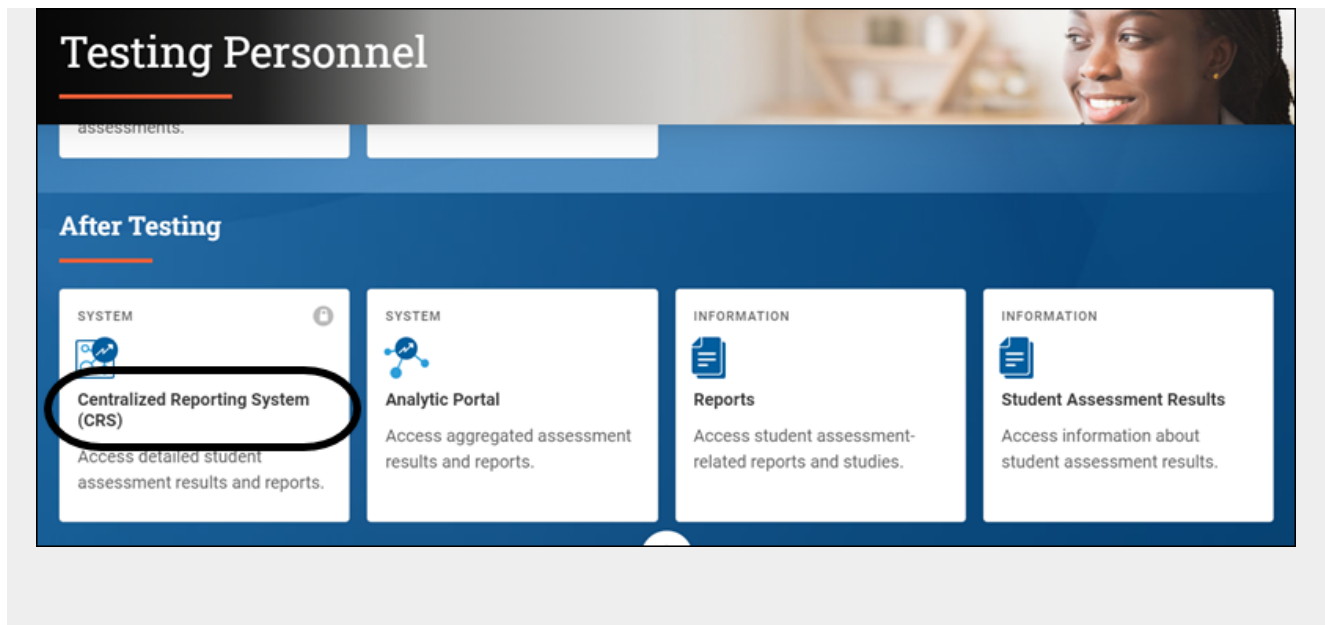 Testing Personnel
assessments.
After Testing
SYSTEM
Centralized Reporting System
(CRS)
Access detailed student
assessment results and reports.
SYSTEM
Analytic Portal
Access aggregated assessment
results and reports.
INFORMATION
Reports
Access student assessment-
related reports and studies.
INFORMATION
Student Assessment Results
Access information about
student assessment results.